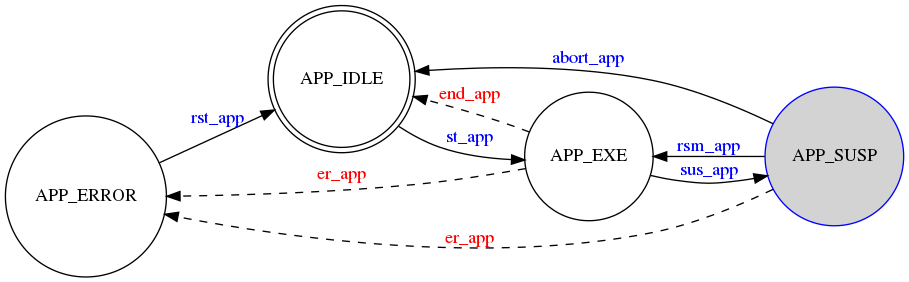 abort_app
APP_IDLE
end_app
rst_app
st_app
rsm_app
APP_EXE
APP_SUSP
sus_app
er_app
APP_ERROR
er_app